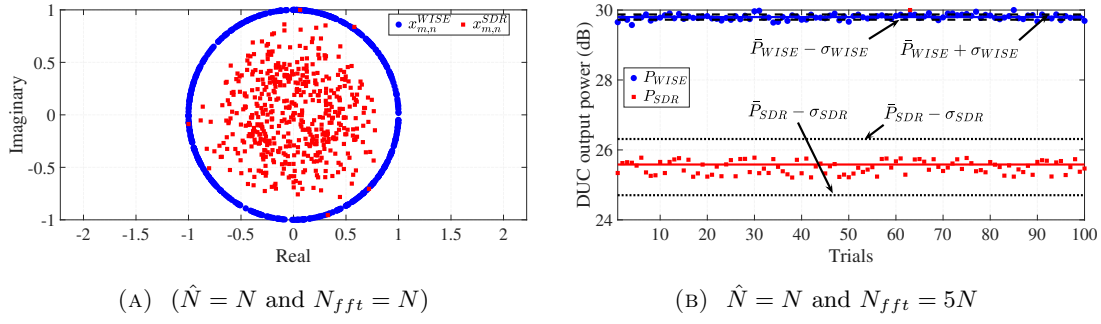 1
0.5
0
-0.5
-1
-2
-1.5
-1
-0.5
0
0.5
1
1.5
2
Imaginary
Real
x_{m,n}^{WISE}
x_{m,n}^{SDR}
(A) (N̂ = N and N_{fft} = N)
30
28
26
24
10
20
30
40
50
60
70
80
90
100
DUC output power (dB)
Trials
P̄_{WISE} − σ_{WISE}
P̄_{WISE} + σ_{WISE}
P_{WISE}
P_{SDR}
P̄_{SDR} − σ_{SDR}
P̄_{SDR} − σ_{SDR}
(B) N̂ = N and N_{fft} = 5N